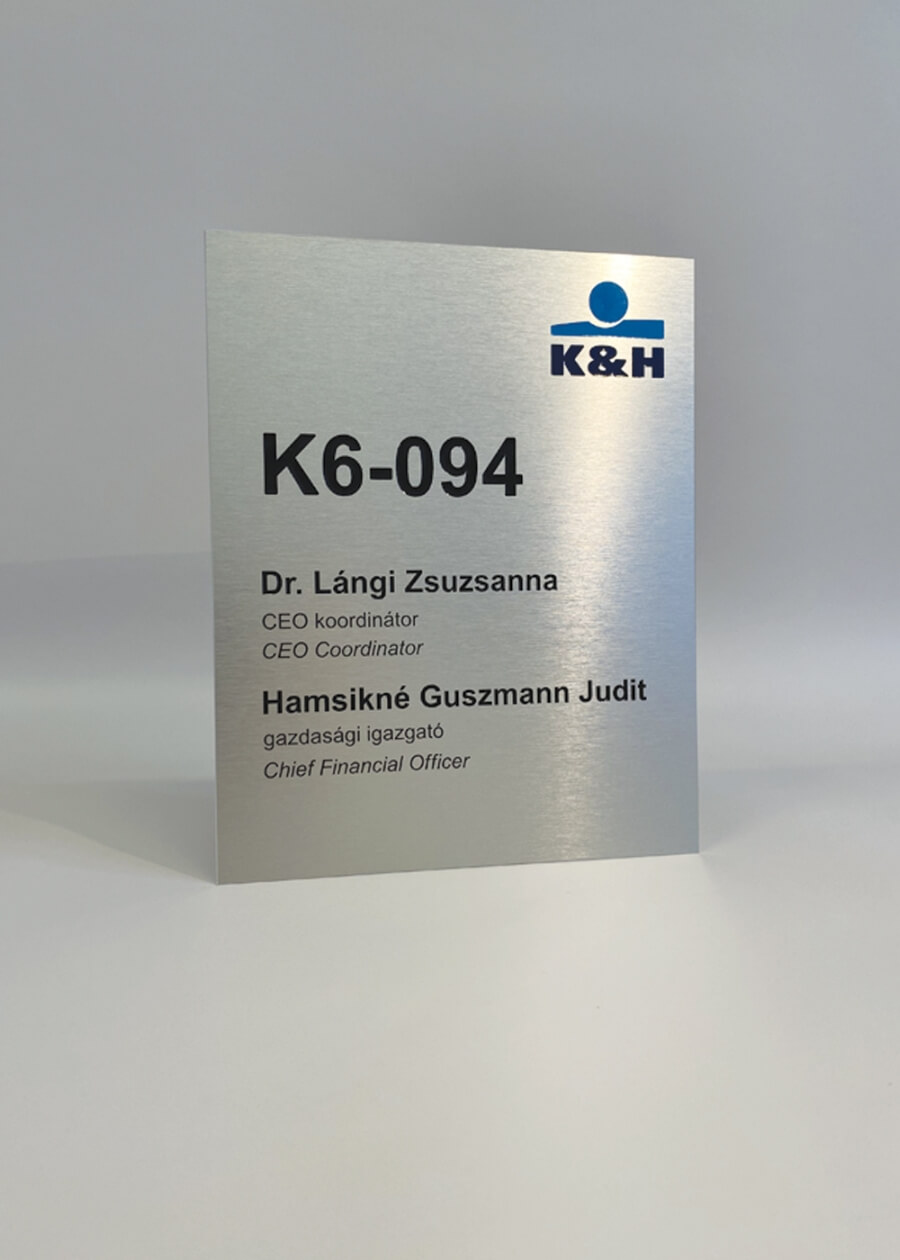 K&H
K6-094
Dr. Lángi Zsuzsanna
CEO koordinátor
CEO Coordinator
Hamsikné Guszmann Judit
gazdasági igazgató
Chief Financial Officer